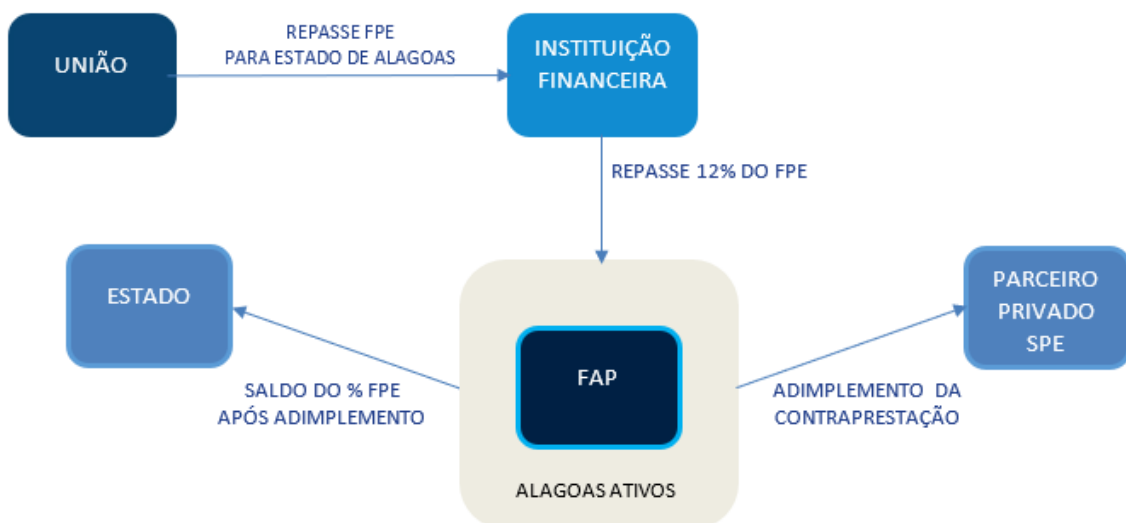 UNIÃO
REPASSE FPE
PARA ESTADO DE ALAGOAS
INSTITUIÇÃO
FINANCEIRA
REPASSE 12% DO FPE
ESTADO
SALDO DO % FPE
APÓS ADIMPLEMENTO
FAP
ALAGOAS ATIVOS
ADIMPLEMENTO DA
CONTRAPRESTAÇÃO
PARCEIRO
PRIVADO
SPE